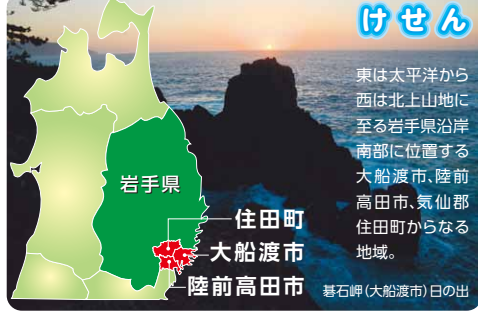 けせん
東は太平洋から
西は北上山地に
至る岩手県沿岸
南部に位置する
大船渡市、陸前
高田市、気仙郡
住田町からなる
地域。
岩手県
住田町
大船渡市
陸前高田市
碁石岬(大船渡市)日の出